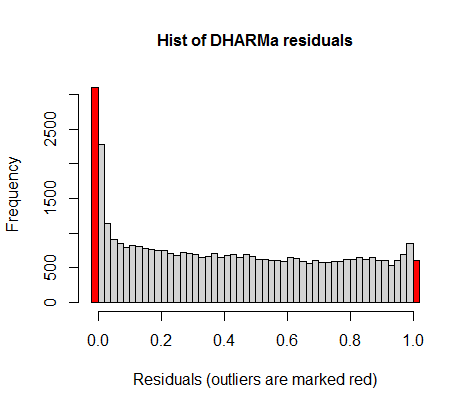 Hist of DHARMa residuals
Frequency
2500
1500
500
0
0.0 0.2 0.4 0.6 0.8 1.0
Residuals (outliers are marked red)